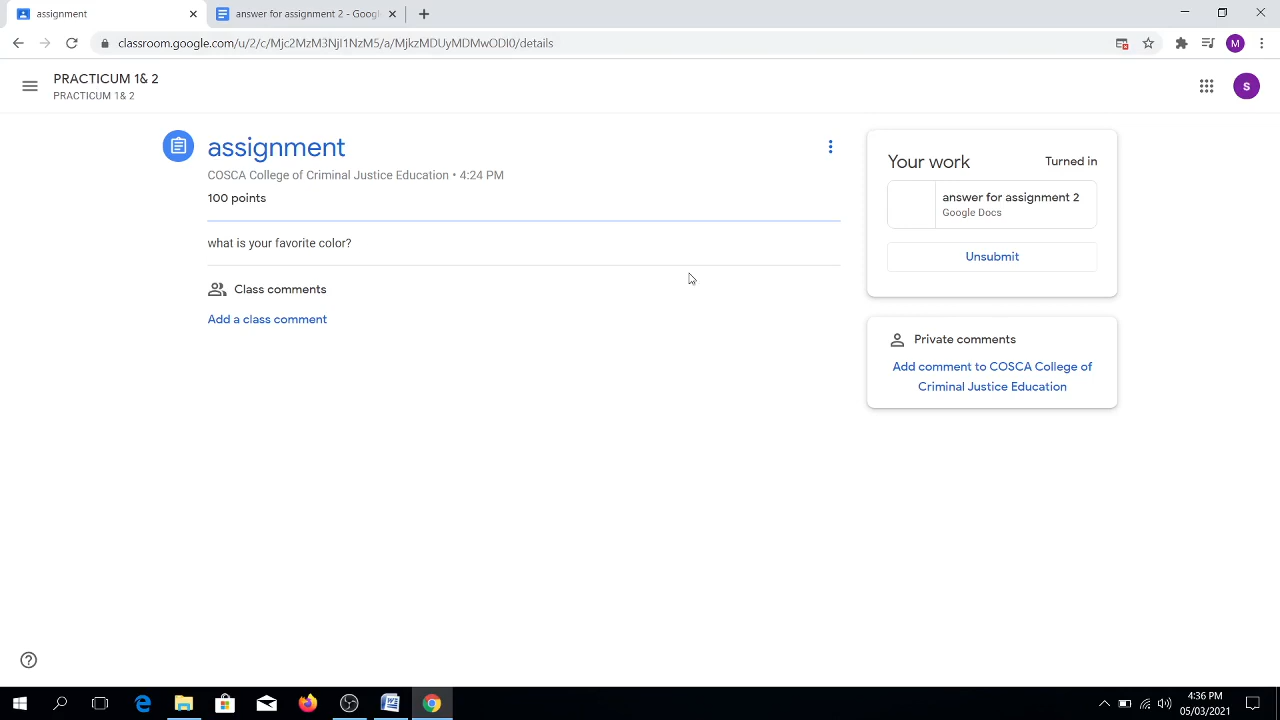 assignment
answer for assignment 2 - Googl
classroom.google.com/u/2/c/Mjc2MzM3NjI1NzM5/a/MjkzMDUyMDMwODI0/details
M
PRACTICUM 1& 2
PRACTICUM 1& 2
S
assignment
COSCA College of Criminal Justice Education • 4:24 PM
100 points
what is your favorite color?
Class comments
Add a class comment
Your work
Turned in
answer for assignment 2
Google Docs
Unsubmit
Private comments
Add comment to COSCA College of
Criminal Justice Education
4:36 PM
05/03/2021